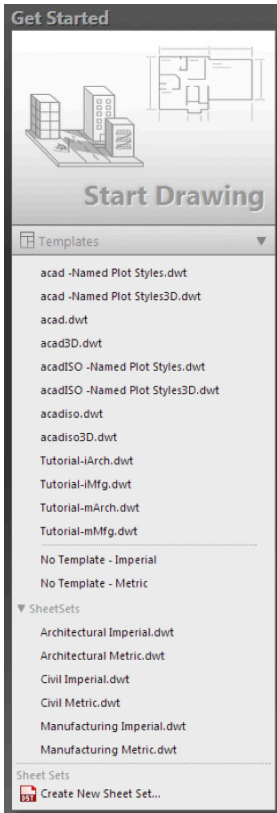 Get Started
Start Drawing
Templates
acad -Named Plot Styles.dwt
acad -Named Plot Styles3D.dwt
acad.dwt
acad3D.dwt
acadISO -Named Plot Styles.dwt
acadISO -Named Plot Styles3D.dwt
acadiso.dwt
acadiso3D.dwt
Tutorial-iArch.dwt
Tutorial-iMfg.dwt
Tutorial-mArch.dwt
Tutorial-mMfg.dwt
No Template - Imperial
No Template - Metric
SheetSets
Architectural Imperial.dwt
Architectural Metric.dwt
Civil Imperial.dwt
Civil Metric.dwt
Manufacturing Imperial.dwt
Manufacturing Metric.dwt
Sheet Sets
DST Create New Sheet Set...